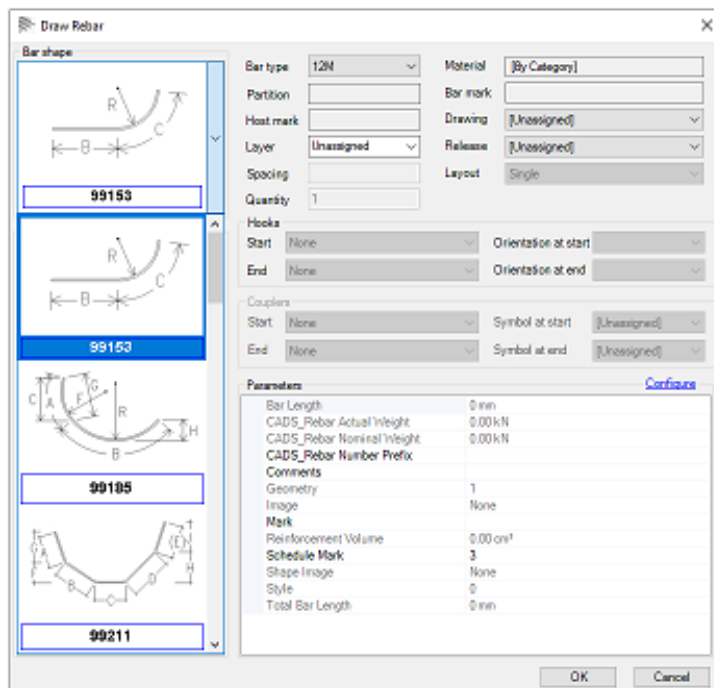 Draw Rebar
Bar shape
R
B
C
99153
R
B
C
99153
C A G F R H
B
99185
G A F B C D (E) H
99211
Bar type 12M Material [By Category]
Partition Bar mark
Host mark Drawing [Unassigned]
Layer Unassigned Release [Unassigned]
Spacing Layout Single
Quantity 1
Hooks
Start None Orientation at start
End None Orientation at end
Couplers
Start None Symbol at start [Unassigned]
End None Symbol at end [Unassigned]
Parameters Configure
Bar Length 0 mm
CADS_Rebar Actual Weight 0.00 kN
CADS_Rebar Nominal Weight 0.00 kN
CADS_Rebar Number Prefix
Comments
Geometry 1
Image None
Mark
Reinforcement Volume 0.00 cm³
Schedule Mark 3
Shape Image None
Style 0
Total Bar Length 0 mm
OK Cancel